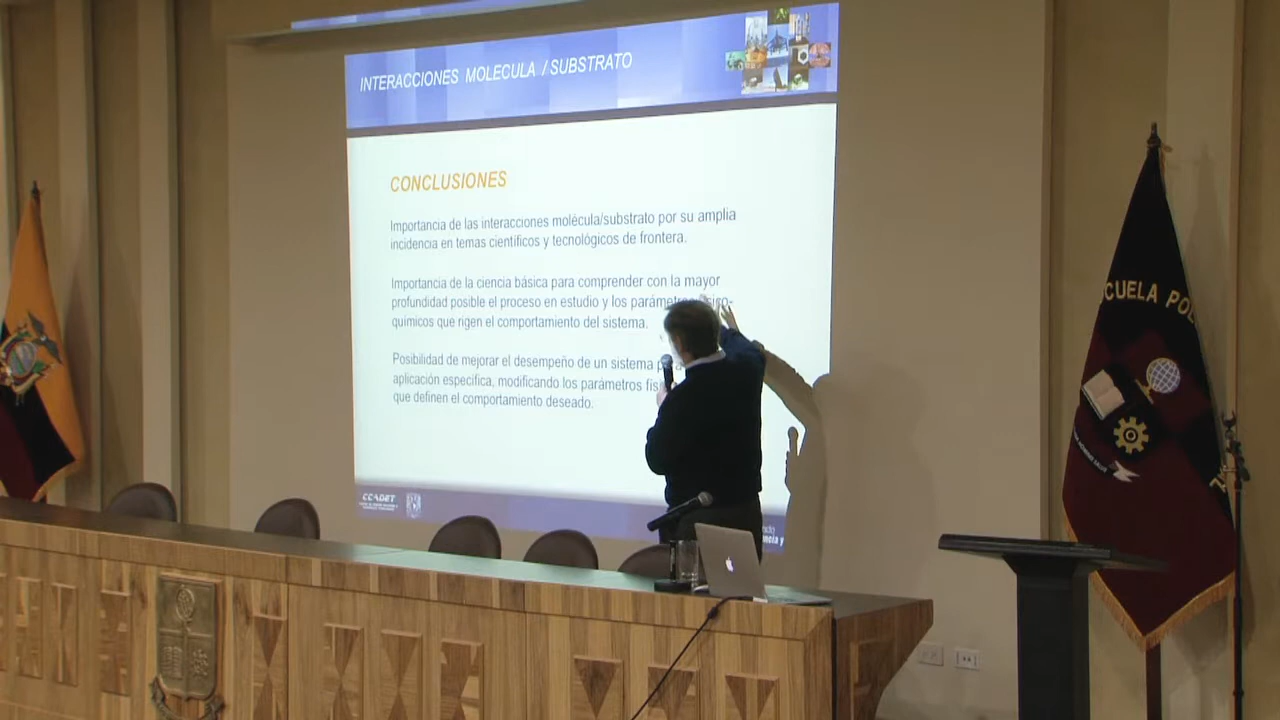 INTERACCIONES MOLECULA / SUBSTRATO
CONCLUSIONES
Importancia de las interacciones molécula/substrato por su amplia
incidencia en temas científicos y tecnológicos de frontera.
Importancia de la ciencia básica para comprender con la mayor
profundidad posible el proceso en estudio y los parámetros
químicos que rigen el comportamiento del sistema.
Posibilidad de mejorar el desempeño de un sistema
aplicación especifica, modificando los parámetros
que definen el comportamiento deseado.
CCADET
CUELA PO